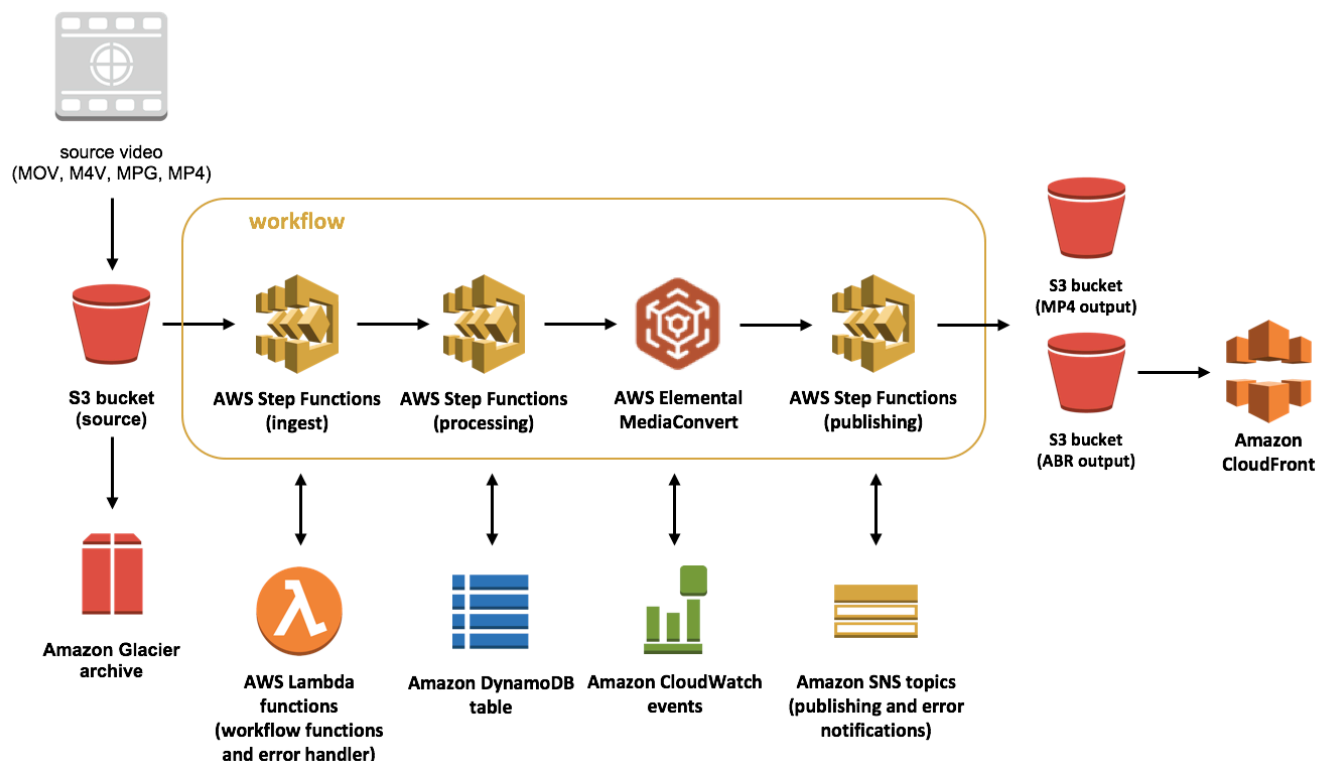 source video
(MOV, M4V, MPG, MP4)
workflow
S3 bucket
(source)
AWS Step Functions
(ingest)
AWS Step Functions
(processing)
AWS Elemental
MediaConvert
AWS Step Functions
(publishing)
S3 bucket
(MP4 output)
S3 bucket
(ABR output)
Amazon
CloudFront
Amazon Glacier
archive
AWS Lambda
functions
(workflow functions
and error handler)
Amazon DynamoDB
table
Amazon CloudWatch
events
Amazon SNS topics
(publishing and error
notifications)